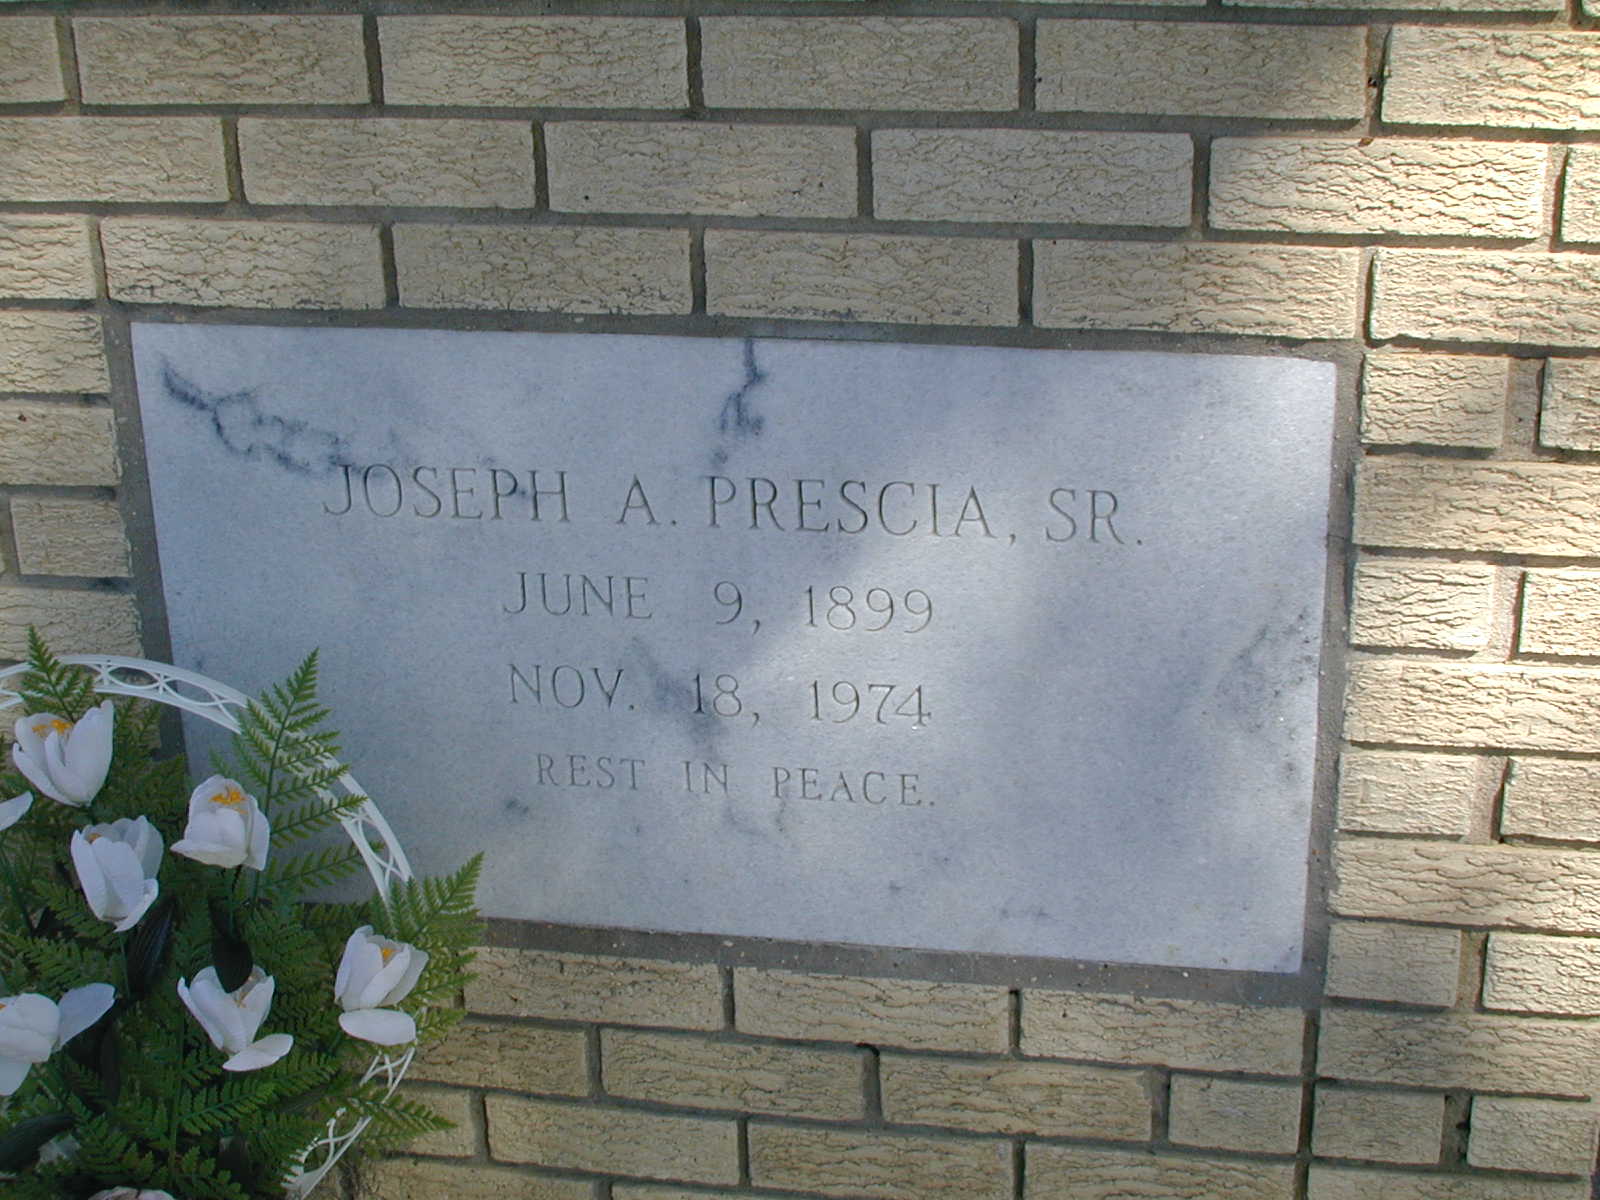 JOSEPH A. PRESCIA, SR.
JUNE 9, 1899
NOV. 18, 1974
REST IN PEACE.